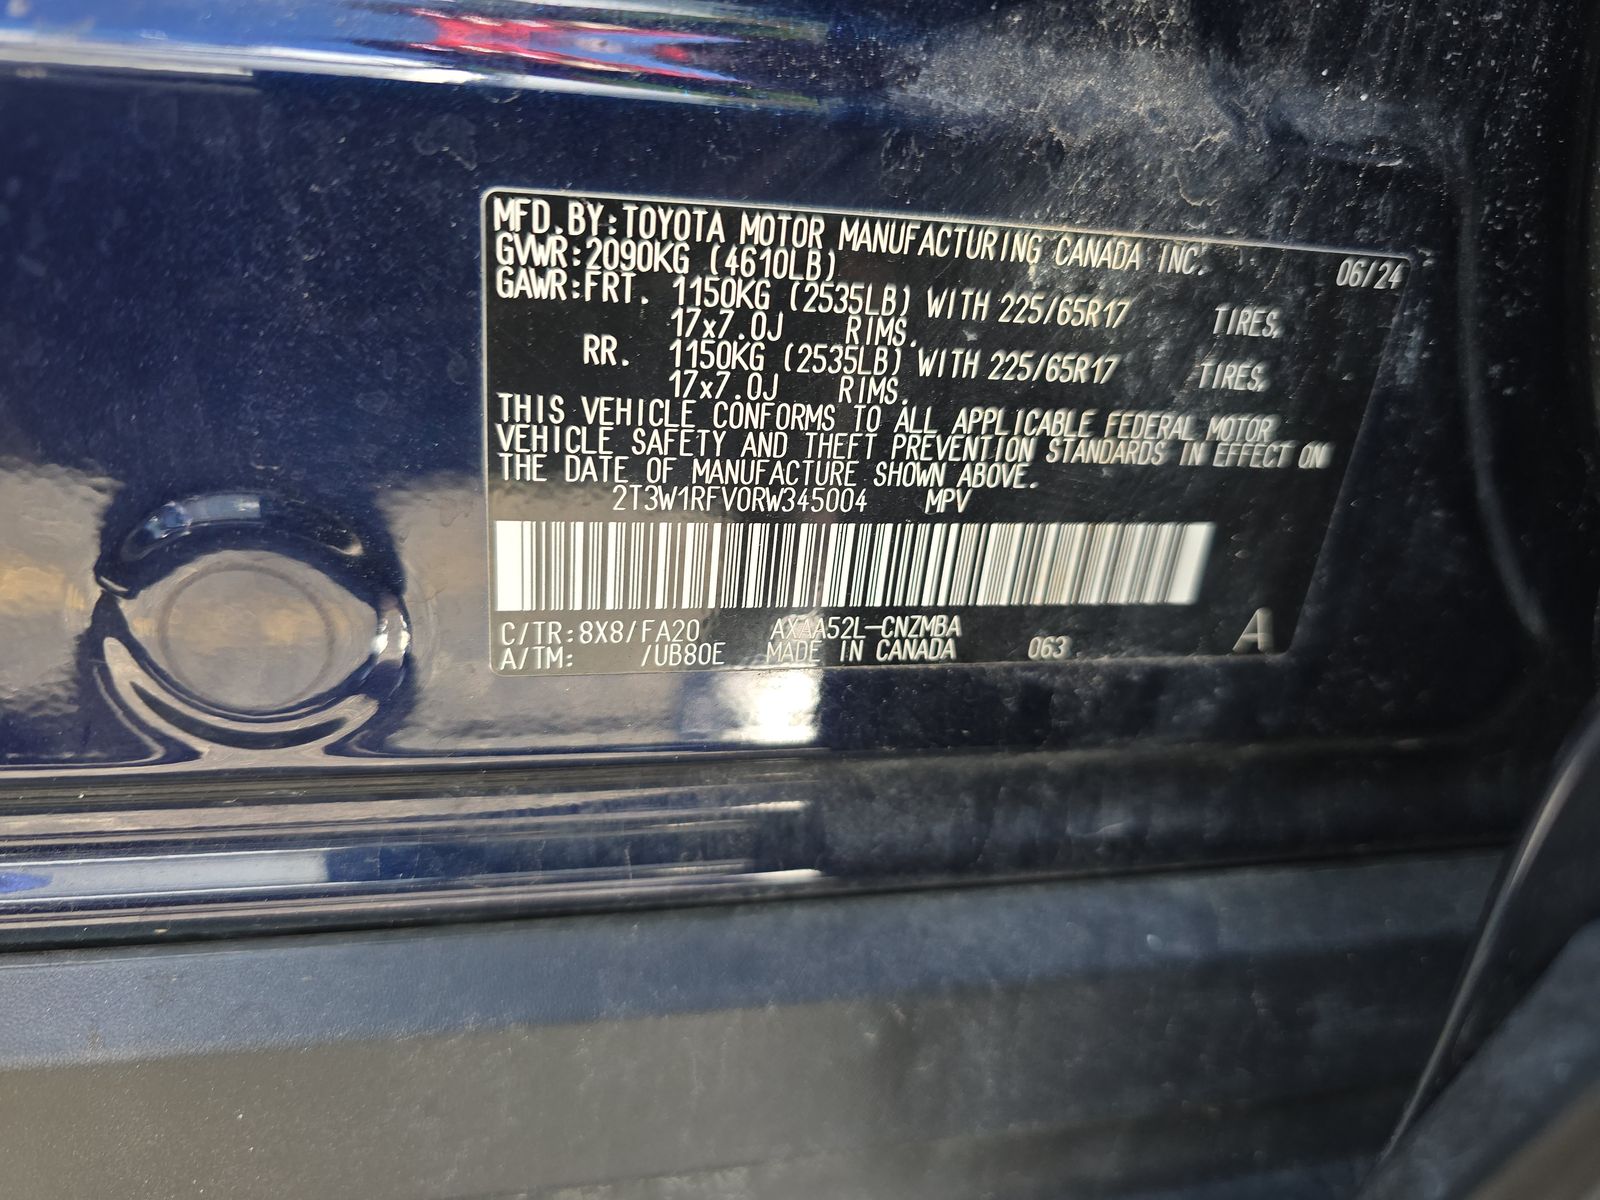 MFD.BY:TOYOTA MOTOR MANUFACTURING CANADA INC. 06/24
GVWR:2090KG (4610LB)
GAWR:FRT. 1150KG (2535LB) WITH 225/65R17 TIRES,
17x7.0J RIMS.
RR. 1150KG (2535LB) WITH 225/65R17 TIRES,
17x7.0J RIMS.
THIS VEHICLE CONFORMS TO ALL APPLICABLE FEDERAL MOTOR
VEHICLE SAFETY AND THEFT PREVENTION STANDARDS IN EFFECT ON
THE DATE OF MANUFACTURE SHOWN ABOVE.
2T3W1RFV0RW345004 MPV
C/TR:8X8/FA20 AXAA52L-CNZMBA
A/TM: /UB80E MADE IN CANADA 063 A